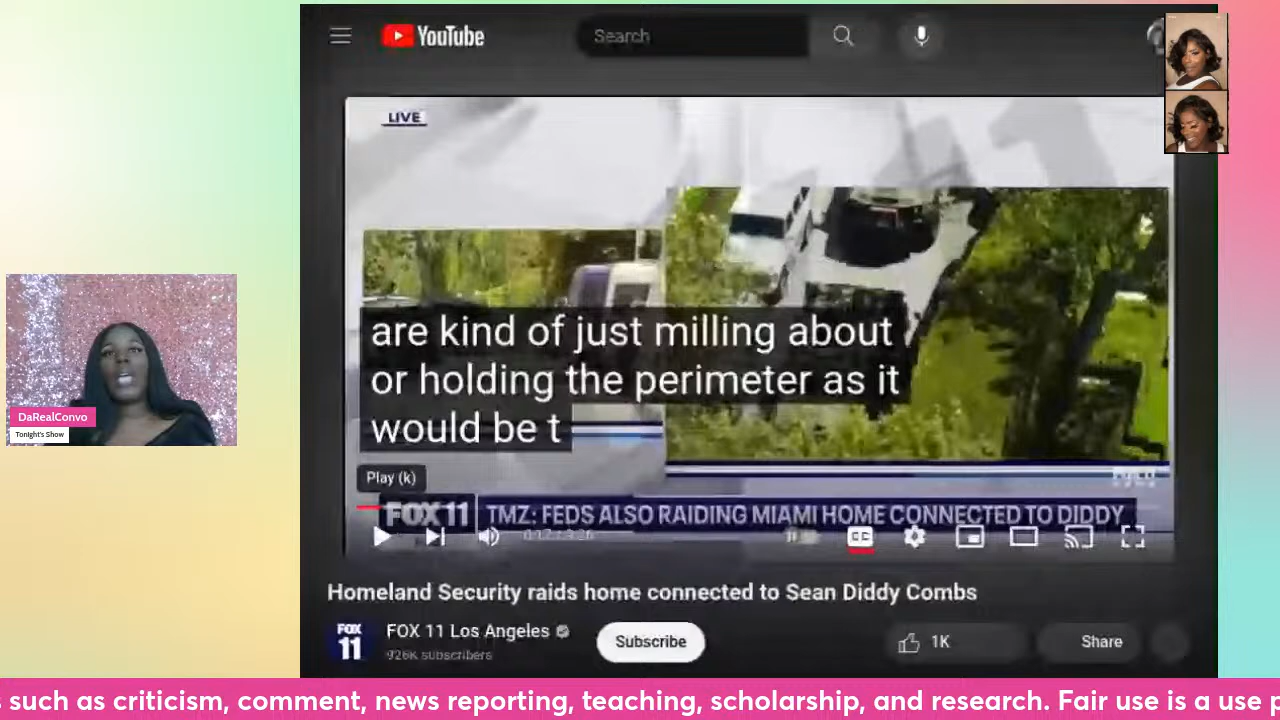 YouTube
Search
LIVE
are kind of just milling about
or holding the perimeter as it
would be t
DaRealConvo
Tonight's Show
Play (k)
FOX 11
TMZ: FEDS ALSO RAIDING MIAMI HOME CONNECTED TO DIDDY
CC
Homeland Security raids home connected to Sean Diddy Combs
FOX 11
FOX 11 Los Angeles
926K subscribers
Subscribe
1K
Share
such as criticism, comment, news reporting, teaching, scholarship, and research. Fair use is a use p